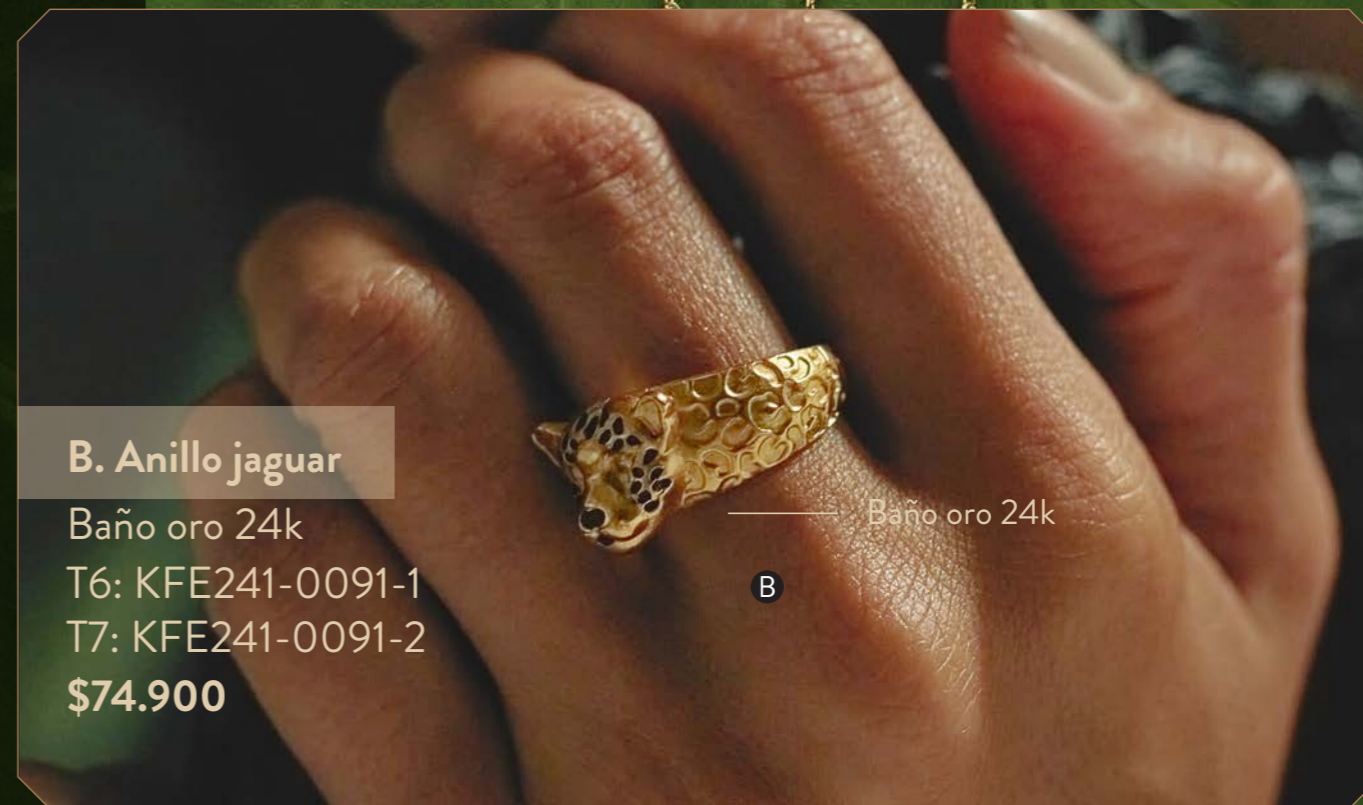 B. Anillo jaguar
Baño oro 24k
T6: KFE241-0091-1
T7: KFE241-0091-2
$74.900
Baño oro 24k
B